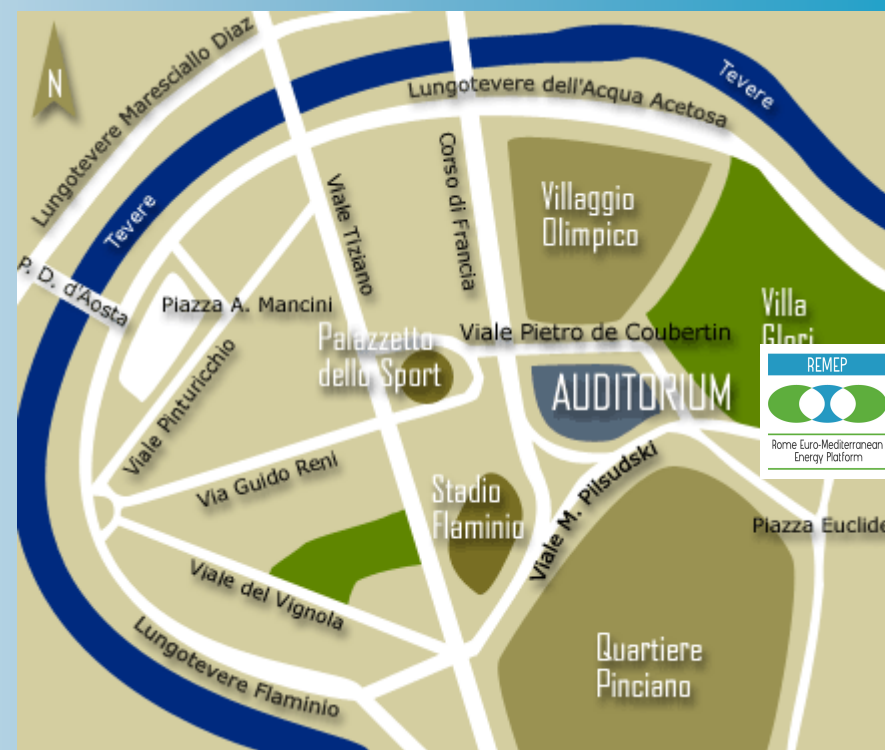 N
Lungotevere Maresciallo Diaz
Tevere
Lungotevere dell'Acqua Acetosa
Tevere
Corso di Francia
Viale Tiziano
Villaggio
Olimpico
P. D. d'Aosta
Piazza A. Mancini
Villa
Glori
Palazzetto
dello Sport
Viale Pietro de Coubertin
REMEP
Rome Euro-Mediterranean
Energy Platform
AUDITORIUM
Viale Pinturicchio
Via Guido Reni
Stadio
Flaminio
Viale M. Pilsudski
Piazza Euclide
Viale del Vignola
Lungotevere Flaminio
Quartiere
Pinciano